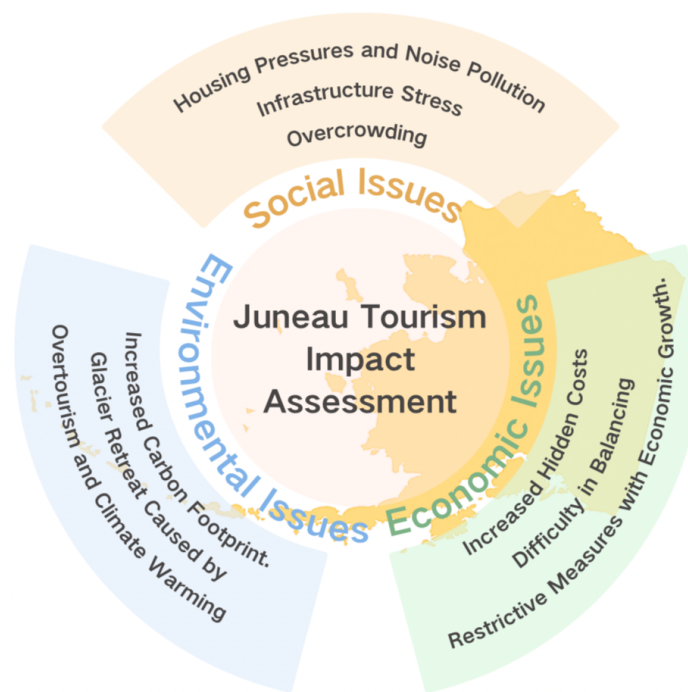 Housing Pressures and Noise Pollution
Infrastructure Stress
Overcrowding
Social Issues
Juneau Tourism
Impact
Assessment
Environmental Issues
Increased Carbon Footprint.
Glacier Retreat Caused by
Overtourism and Climate Warming
Economic Issues
Increased Hidden Costs
Difficulty in Balancing
Restrictive Measures with Economic Growth.